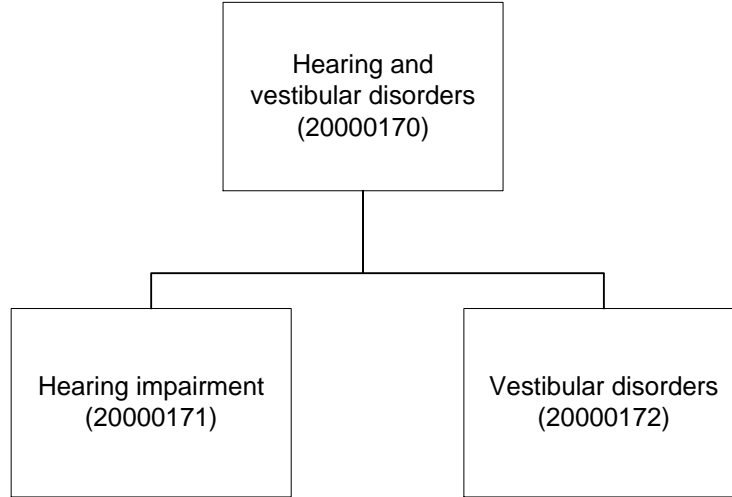 Hearing and
vestibular disorders
(20000170)
Hearing impairment
(20000171)
Vestibular disorders
(20000172)